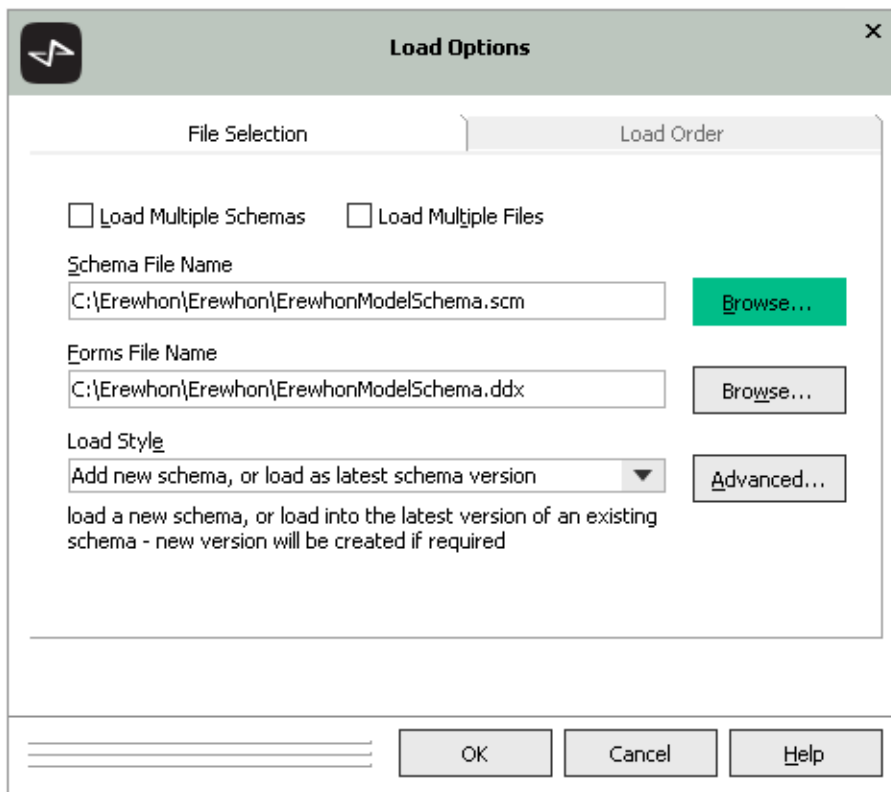 Load Options
File Selection
Load Order
Load Multiple Schemas
Load Multiple Files
Schema File Name
C:\Erewhon\Erewhon\ErewhonModelSchema.scm
Browse...
Forms File Name
C:\Erewhon\Erewhon\ErewhonModelSchema.ddx
Browse...
Load Style
Add new schema, or load as latest schema version
Advanced...
load a new schema, or load into the latest version of an existing
schema - new version will be created if required
OK
Cancel
Help